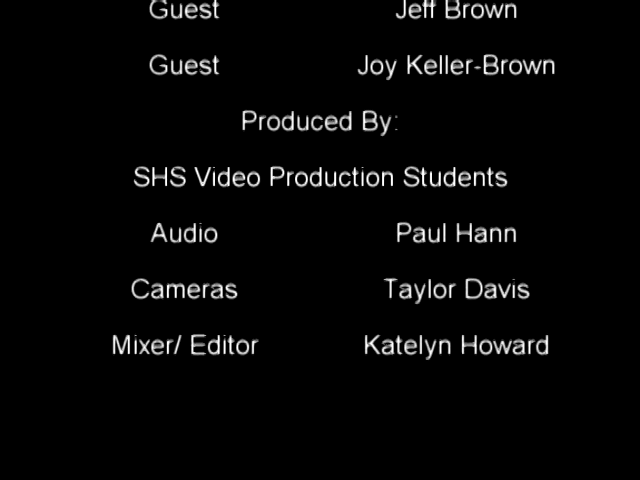 Guest Jeff Brown
Guest Joy Keller-Brown
Produced By:
SHS Video Production Students
Audio Paul Hann
Cameras Taylor Davis
Mixer/ Editor Katelyn Howard